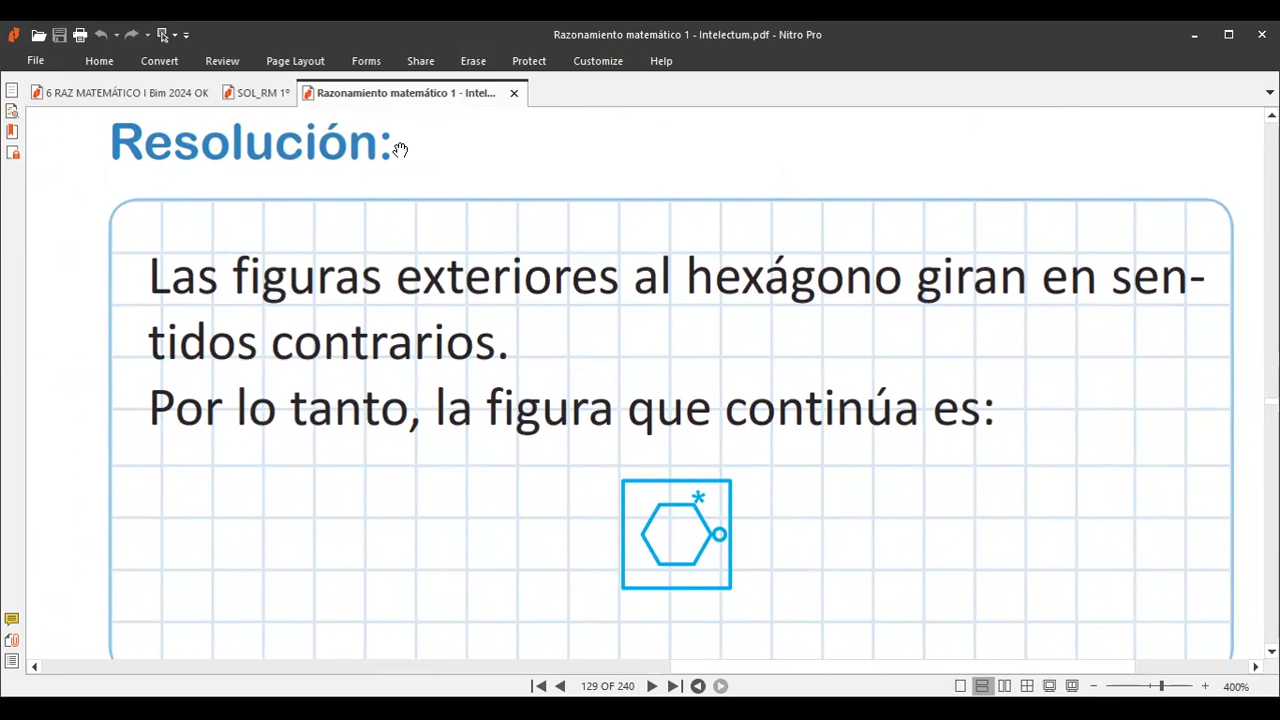 Razonamiento matemático 1 - Intelectum.pdf - Nitro Pro
File Home Convert Review Page Layout Forms Share Erase Protect Customize Help
6 RAZ MATEMÁTICO I Bim 2024 OK SOL_RM 1° Razonamiento matemático 1 - Intel...
Resolución:
Las figuras exteriores al hexágono giran en sen-
tidos contrarios.
Por lo tanto, la figura que continúa es:
*
129 OF 240
400%